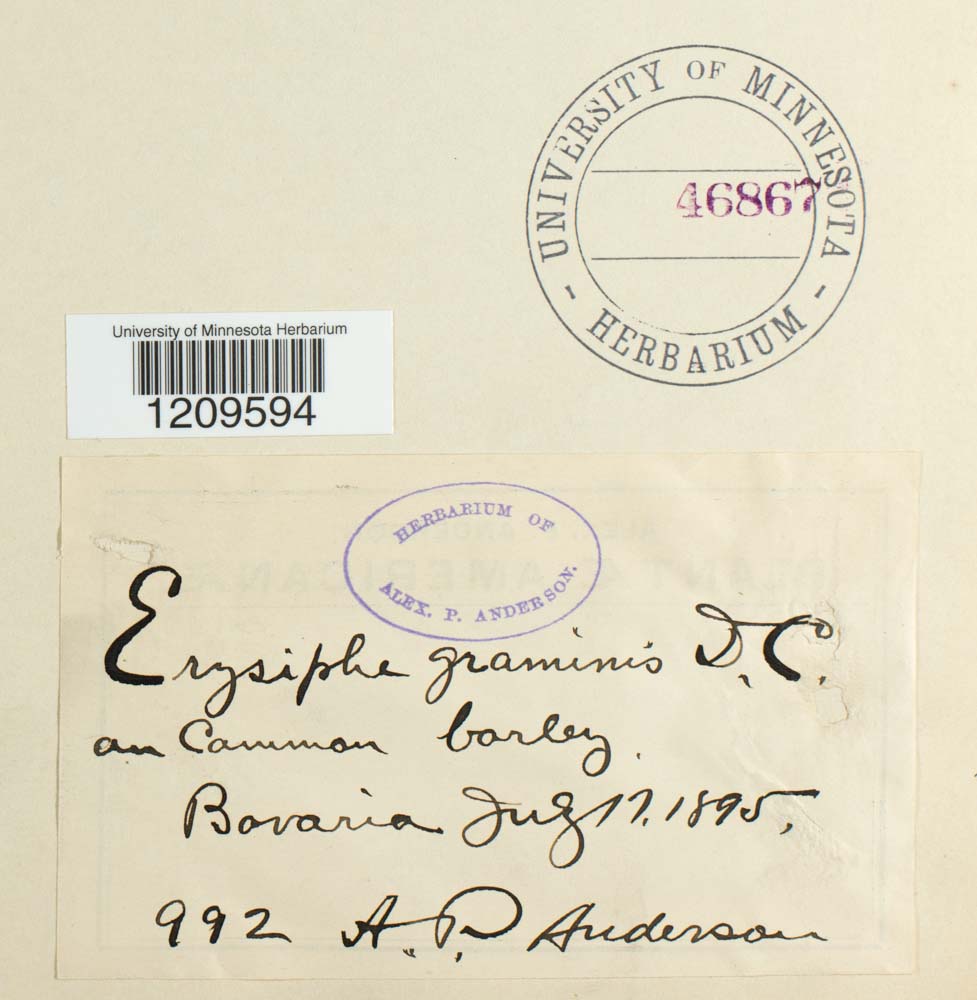 UNIVERSITY OF MINNESOTA
46867
- HERBARIUM -
University of Minnesota Herbarium
1209594
HERBARIUM OF
ALEX. P. ANDERSON.
Erysiphe graminis D.C.
on Common barley.
Bavaria July 17. 1895.
992 A. P. Anderson